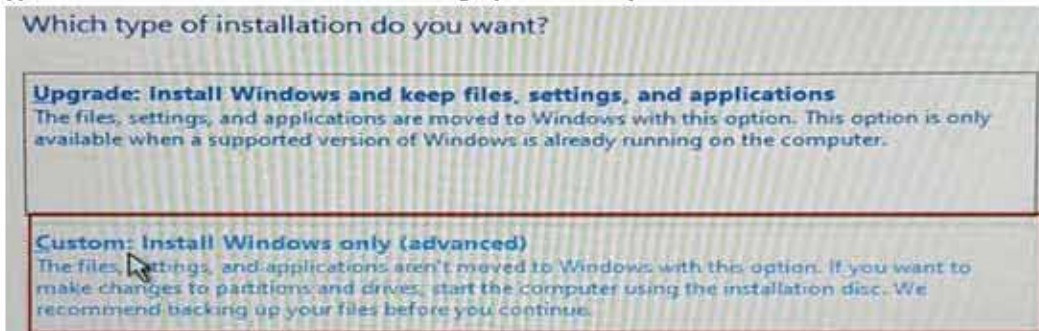 Which type of installation do you want?
Upgrade: Install Windows and keep files, settings, and applications
The files, settings, and applications are moved to Windows with this option. This option is only
available when a supported version of Windows is already running on the computer.
Custom: Install Windows only (advanced)
The files, settings, and applications aren't moved to Windows with this option. If you want to
make changes to partitions and drives, start the computer using the installation disc. We
recommend backing up your files before you continue.